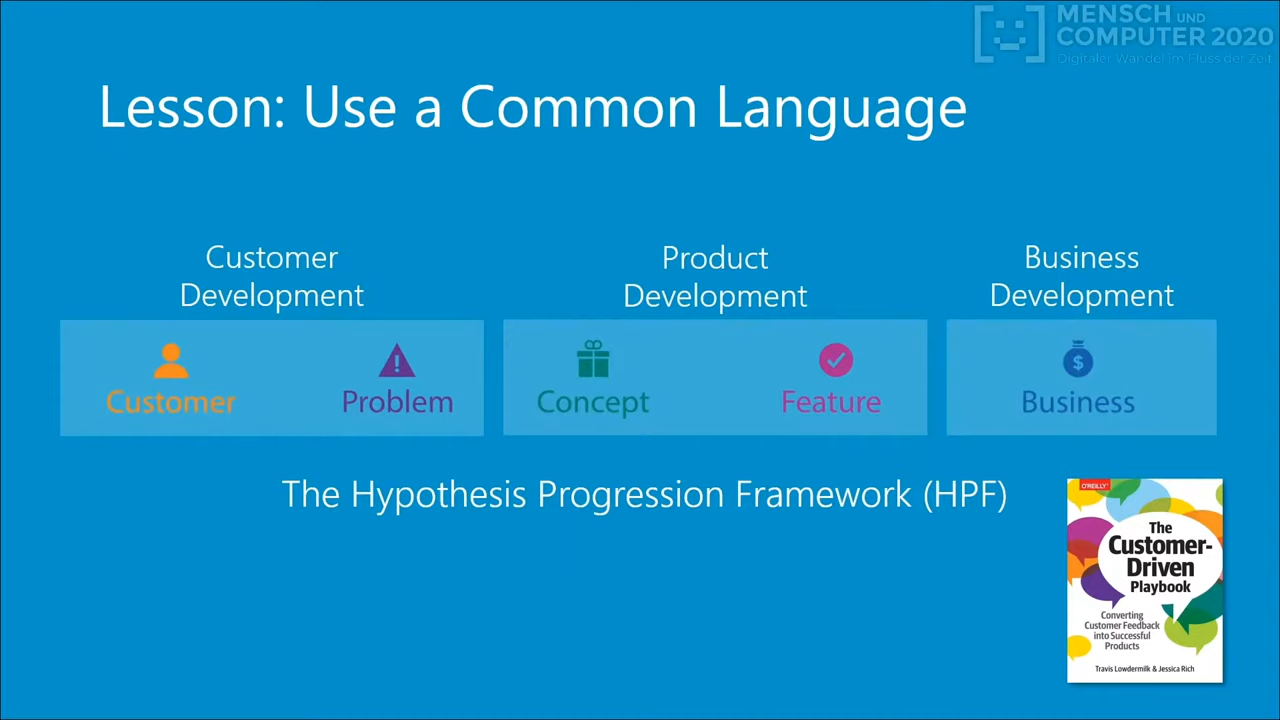 MENSCH UND
COMPUTER 2020
Digitaler Wandel im Fluss der Zeit
Lesson: Use a Common Language
Customer
Development
Product
Development
Business
Development
Customer
Problem
Concept
Feature
$
Business
The Hypothesis Progression Framework (HPF)
O'REILLY®
The
Customer-
Driven
Playbook
Converting
Customer Feedback
into Successful
Products
Travis Lowdermilk & Jessica Rich